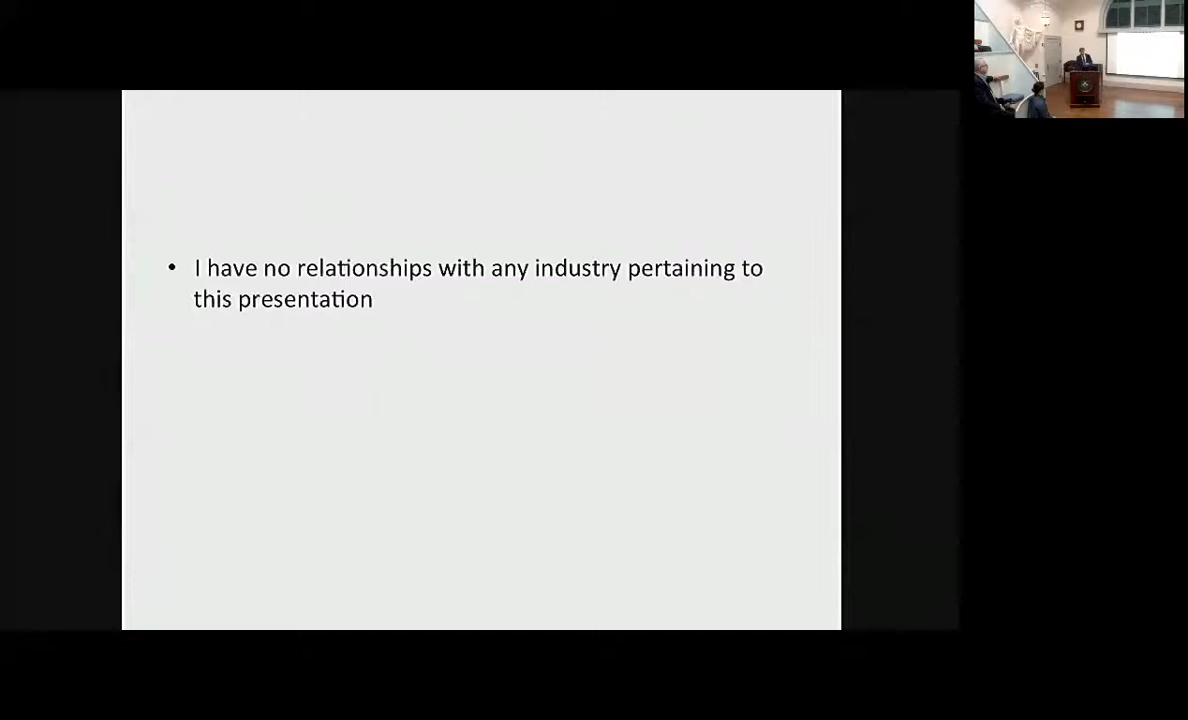 • I have no relationships with any industry pertaining to
this presentation